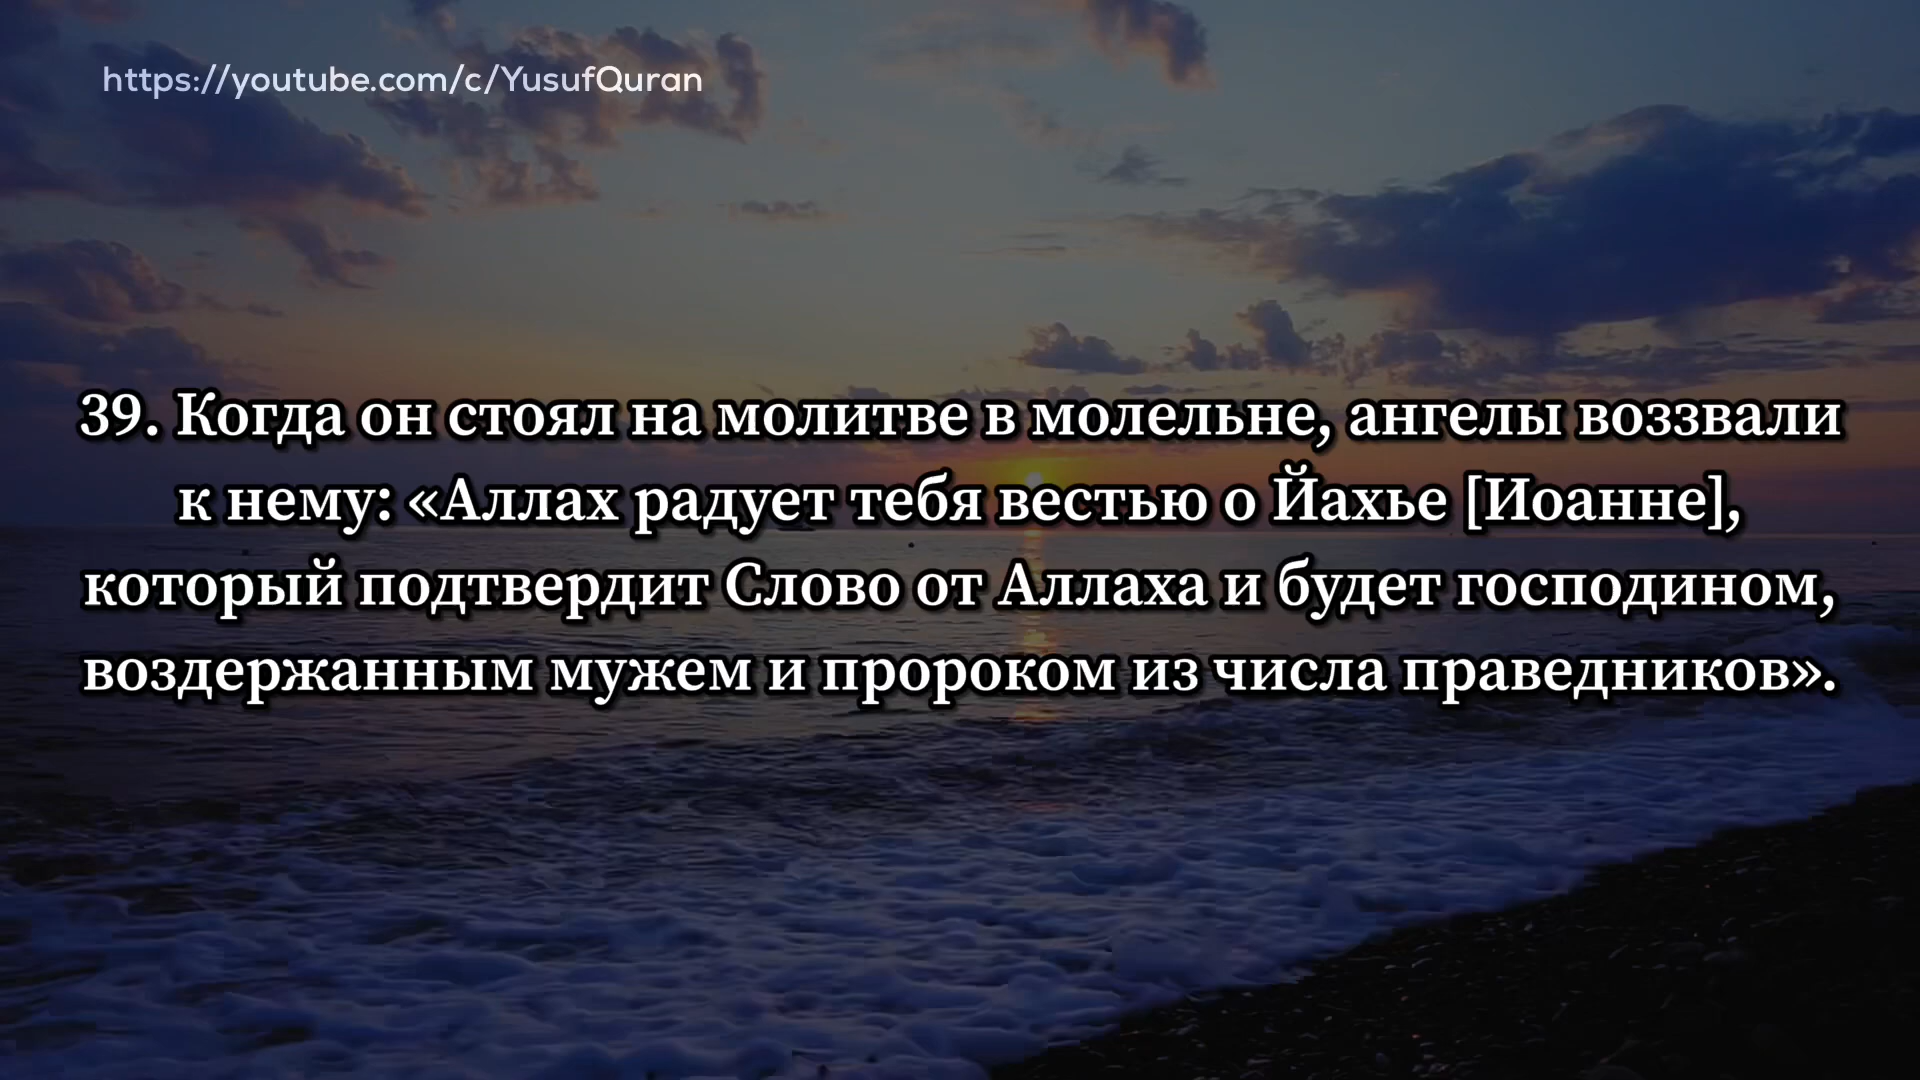 https://youtube.com/c/YusufQuran
39. Когда он стоял на молитве в молельне, ангелы воззвали
к нему: «Аллах радует тебя вестью о Йахье [Иоанне],
который подтвердит Слово от Аллаха и будет господином,
воздержанным мужем и пророком из числа праведников».